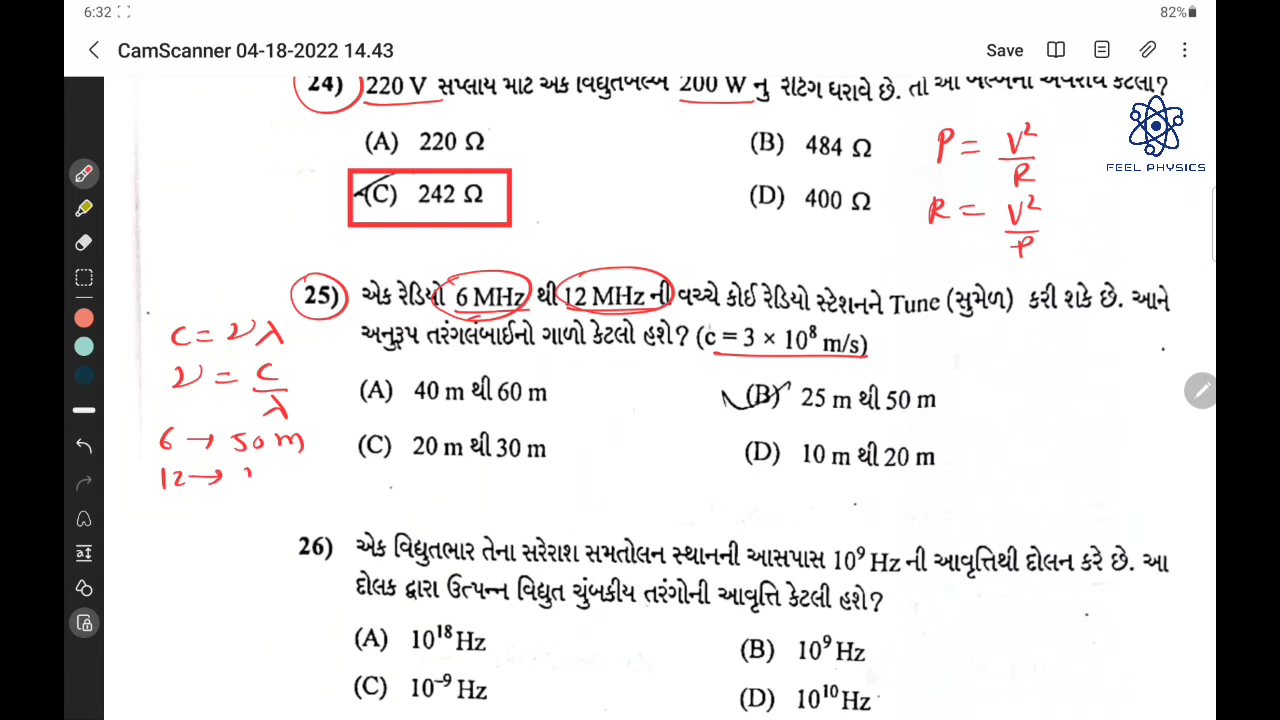 6:32
82%
CamScanner 04-18-2022 14.43
Save
24) 220 V સપ્લાય માટે એક વિદ્યુતબલ્બ 200 W નુ રેટિંગ ધરાવે છે. તો આ બલ્બનો અવરોધ કેટલો?
(A) 220 Ω
(B) 484 Ω
(C) 242 Ω
(D) 400 Ω
P = V²/R
R = V²/P
FEEL PHYSICS
25) એક રેડિયો 6 MHz થી 12 MHz ની વચ્ચે કોઈ રેડિયો સ્ટેશનને Tune (સુમેળ) કરી શકે છે. આને
અનુરૂપ તરંગલંબાઈનો ગાળો કેટલો હશે? (c = 3 × 10⁸ m/s)
(A) 40 m થી 60 m
(B) 25 m થી 50 m
(C) 20 m થી 30 m
(D) 10 m થી 20 m
c = νλ
ν = c/λ
6 → 50 m
12 →
26) એક વિદ્યુતભાર તેના સરેરાશ સમતોલન સ્થાનની આસપાસ 10⁹ Hz ની આવૃત્તિથી દોલન કરે છે. આ
દોલક દ્વારા ઉત્પન્ન વિદ્યુત ચુંબકીય તરંગોની આવૃત્તિ કેટલી હશે?
(A) 10¹⁸ Hz
(B) 10⁹ Hz
(C) 10⁻⁹ Hz
(D) 10¹⁰ Hz